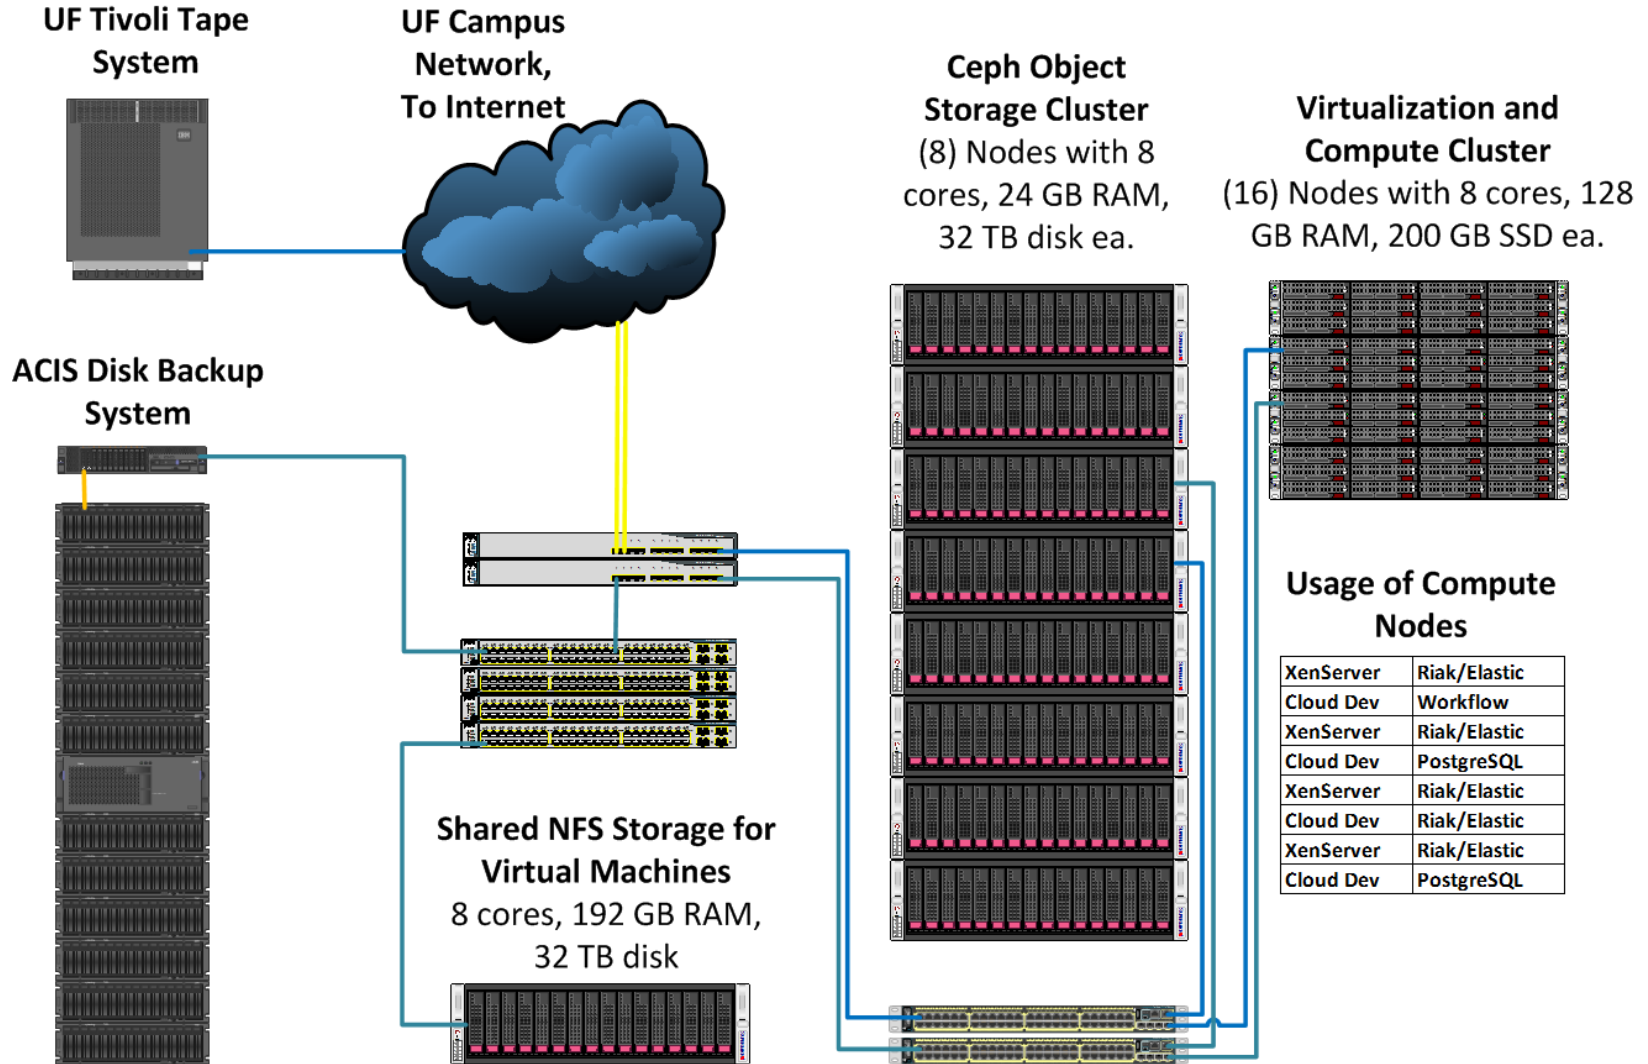 UF Tivoli Tape
System
UF Campus
Network,
To Internet
Ceph Object
Storage Cluster
(8) Nodes with 8
cores, 24 GB RAM,
32 TB disk ea.
Virtualization and
Compute Cluster
(16) Nodes with 8 cores, 128
GB RAM, 200 GB SSD ea.
ACIS Disk Backup
System
Shared NFS Storage for
Virtual Machines
8 cores, 192 GB RAM,
32 TB disk
Usage of Compute
Nodes
XenServer Riak/Elastic
Cloud Dev Workflow
XenServer Riak/Elastic
Cloud Dev PostgreSQL
XenServer Riak/Elastic
Cloud Dev Riak/Elastic
XenServer Riak/Elastic
Cloud Dev PostgreSQL